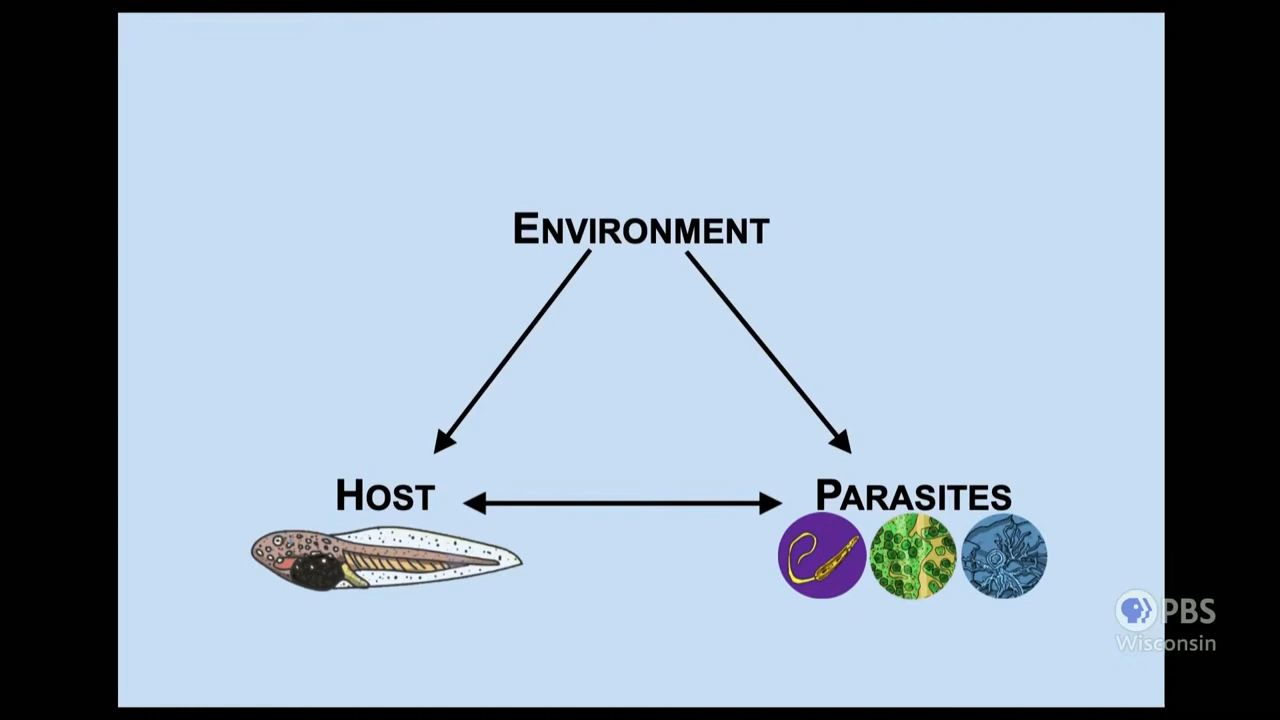 ENVIRONMENT
HOST
PARASITES
PBS
Wisconsin